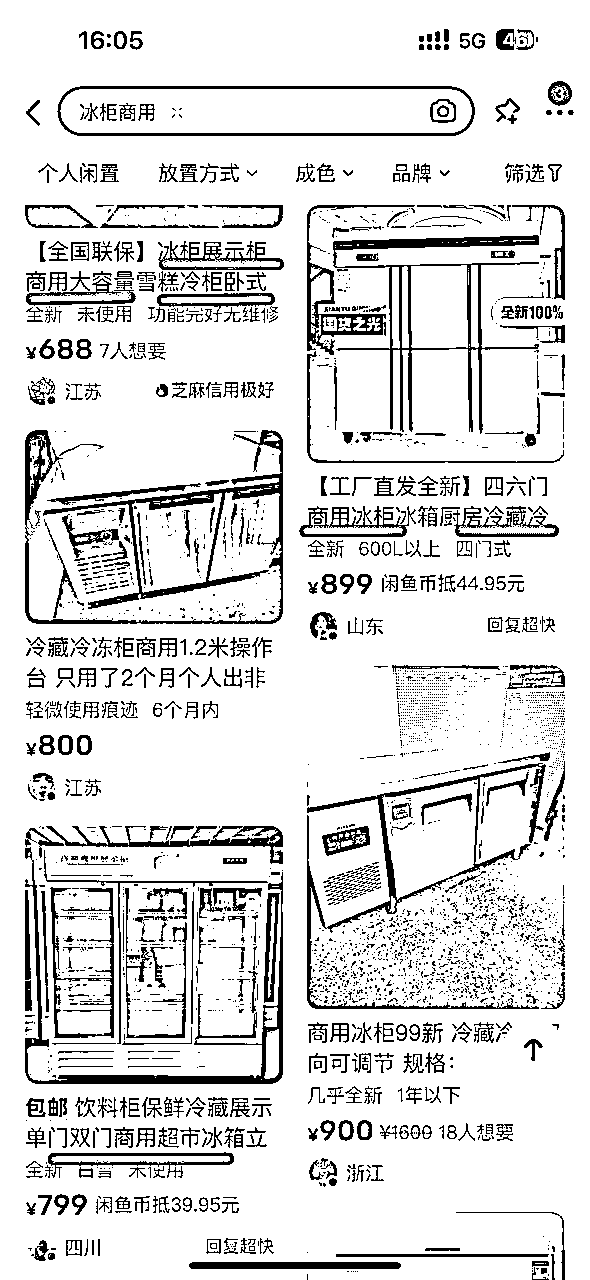 16:05
5G 46
3
冰柜商用
个人闲置 放置方式 成色 品牌 筛选
【全国联保】冰柜展示柜
商用大容量雪糕冷柜卧式
全新 未使用 功能完好无维修
¥688 7人想要
江苏 芝麻信用极好
冷藏冷冻柜商用1.2米操作
台 只用了2个月个人出非
轻微使用痕迹 6个月内
¥800
江苏
包邮 饮料柜保鲜冷藏展示
单门双门商用超市冰箱立
全新 白雪 未使用
¥799 闲鱼币抵39.95元
四川 回复超快
国货之光
全新100%
【工厂直发全新】四六门
商用冰柜冰箱厨房冷藏冷
全新 600L以上 四门式
¥899 闲鱼币抵44.95元
山东 回复超快
商用冰柜99新 冷藏冷
向可调节 规格：
几乎全新 1年以下
¥900 ¥1600 18人想要
浙江